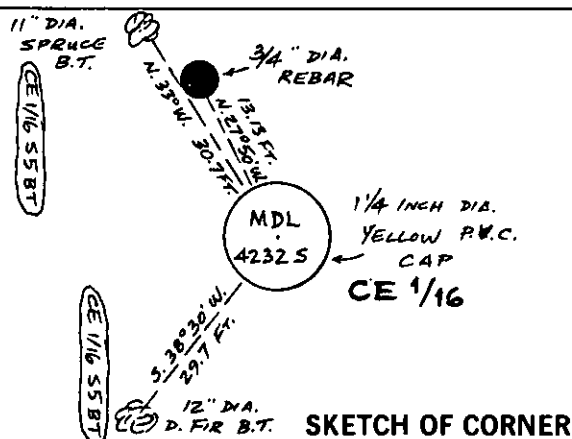 11" DIA.
SPRUCE
B.T.
CE 1/16 S5 BT
3/4" DIA.
REBAR
N. 33° W.
30.7 FT.
13.13 FT.
N. 27° 50' W.
MDL
4232 S
1 1/4 INCH DIA.
YELLOW P.V.C.
CAP
CE 1/16
S. 38° 30' W.
29.7 FT.
CE 1/16 S5 BT
12" DIA.
D. FIR B.T.
SKETCH OF CORNER